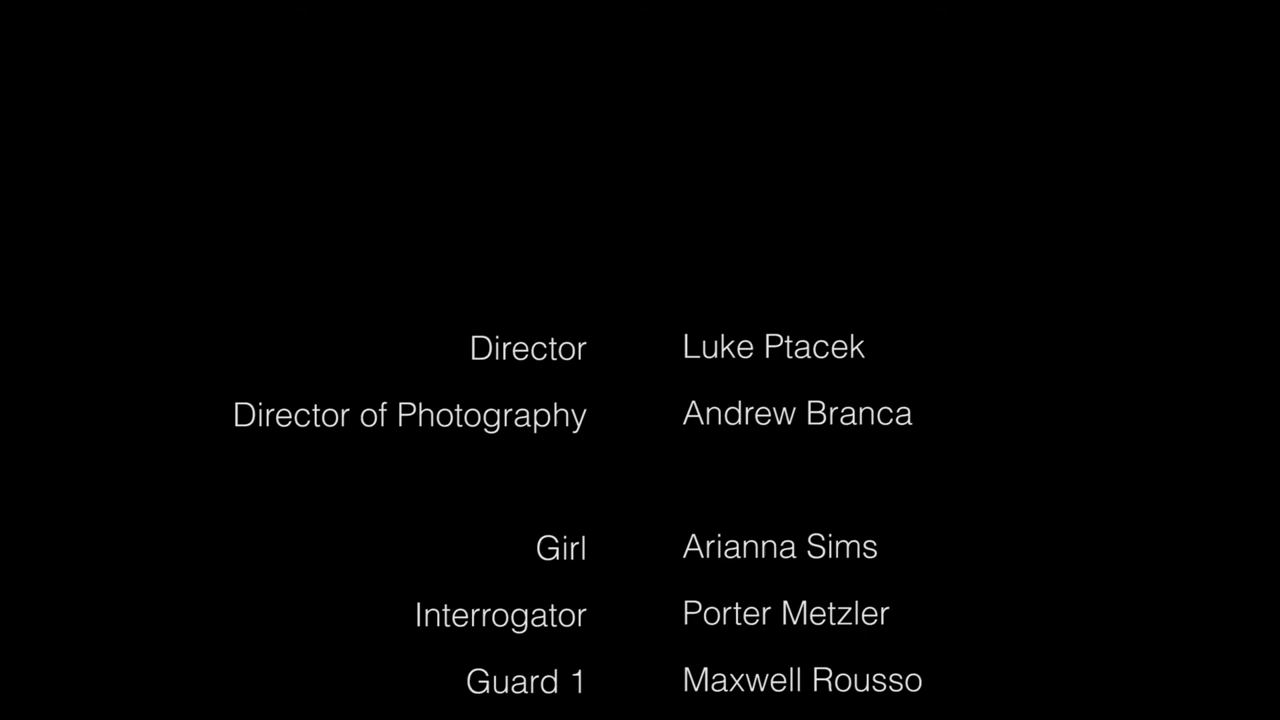 Director Luke Ptacek
Director of Photography Andrew Branca
Girl Arianna Sims
Interrogator Porter Metzler
Guard 1 Maxwell Rousso